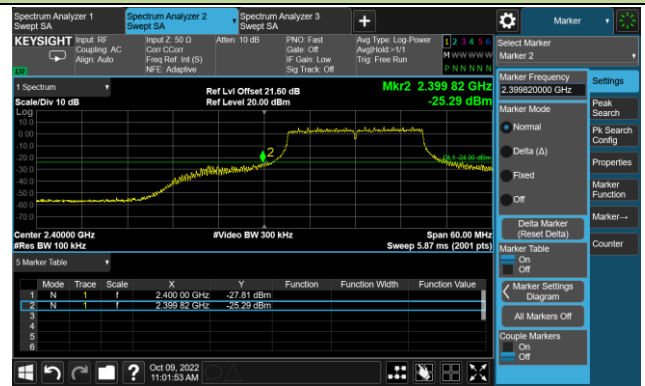 Spectrum Analyzer 1
Swept SA
Spectrum Analyzer 2
Swept SA
Spectrum Analyzer 3
Swept SA
Marker
KEYSIGHT
Input: RF
Coupling: AC
Align: Auto
Input Z: 50 Ω
Corr CCorr
Freq Ref: Int (S)
NFE: Adaptive
Atten: 10 dB
PNO: Fast
Gate: Off
IF Gain: Low
Sig Track: Off
Avg Type: Log-Power
Avg|Hold:>1/1
Trig: Free Run
1 2 3 4 5 6
M W W W W W
P N N N N N
LXI
Select Marker
Marker 2
1 Spectrum
Scale/Div 10 dB
Ref Lvl Offset 21.60 dB
Ref Level 20.00 dBm
Mkr2 2.399 82 GHz
-25.29 dBm
Log
10.0
0.00
-10.0
-20.0
-30.0
-40.0
-50.0
-60.0
-70.0
2
Center 2.40000 GHz
#Res BW 100 kHz
#Video BW 300 kHz
Span 60.00 MHz
Sweep 5.87 ms (2001 pts)
5 Marker Table
Mode Trace Scale X Y Function Function Width Function Value
1 N 1 f 2.400 00 GHz -27.81 dBm
2 N 1 f 2.399 82 GHz -25.29 dBm
3
4
5
6
Marker Frequency
2.399820000 GHz
Marker Mode
Normal
Delta (Δ)
Fixed
Off
Delta Marker
(Reset Delta)
Marker Table
On
Off
Marker Settings
Diagram
All Markers Off
Couple Markers
On
Off
Settings
Peak
Search
Pk Search
Config
Properties
Marker
Function
Marker→
Counter
Oct 09, 2022
11:01:53 AM